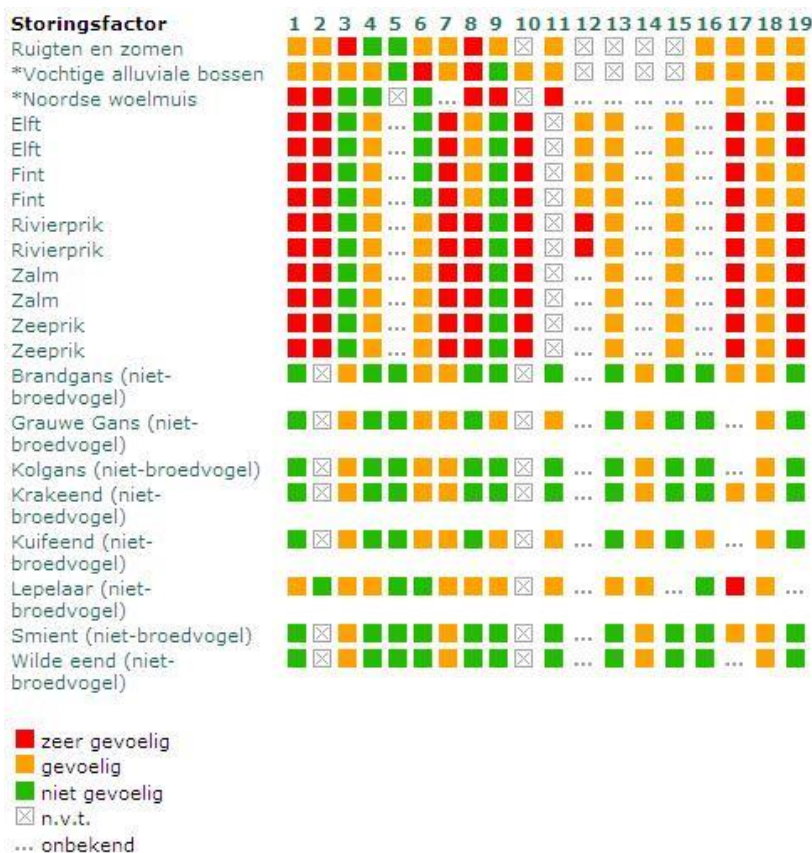 Storingsfactor 1 2 3 4 5 6 7 8 9 10 11 12 13 14 15 16 17 18 19
Ruigten en zomen
*Vochtige alluviale bossen
*Noordse woelmuis ... ... ... ... ... ... ...
Elft ... ... ...
Elft ... ... ...
Fint ... ... ...
Fint ... ... ...
Rivierprik ... ... ...
Rivierprik ... ... ...
Zalm ... ... ... ...
Zalm ... ... ... ...
Zeeprik ... ... ... ...
Zeeprik ... ... ... ...
Brandgans (niet- ...
broedvogel)
Grauwe Gans (niet- ... ...
broedvogel)
Kolgans (niet-broedvogel) ... ...
Krakeend (niet- ...
broedvogel)
Kuifeend (niet- ... ...
broedvogel)
Lepelaar (niet- ... ... ...
broedvogel)
Smient (niet-broedvogel) ...
Wilde eend (niet- ... ...
broedvogel)
zeer gevoelig
gevoelig
niet gevoelig
n.v.t.
... onbekend